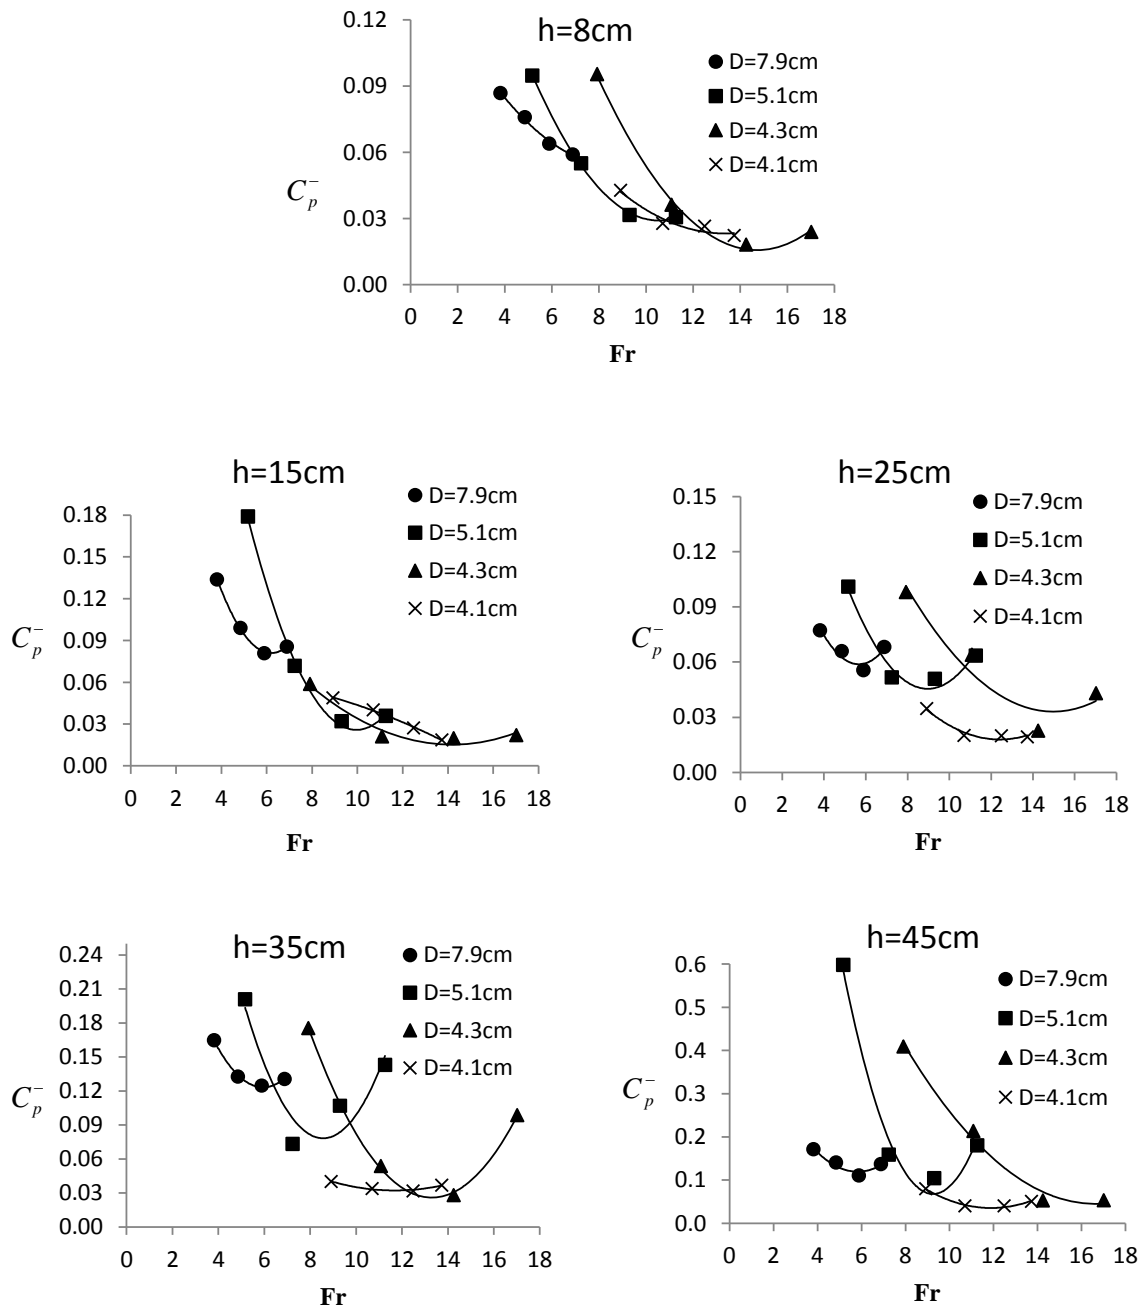 h=8cm
D=7.9cm
D=5.1cm
D=4.3cm
D=4.1cm
0.12
0.09
0.06
0.03
0.00
C_p^-
0 2 4 6 8 10 12 14 16 18
Fr
h=15cm
D=7.9cm
D=5.1cm
D=4.3cm
D=4.1cm
0.18
0.15
0.12
0.09
0.06
0.03
0.00
C_p^-
0 2 4 6 8 10 12 14 16 18
Fr
h=25cm
D=7.9cm
D=5.1cm
D=4.3cm
D=4.1cm
0.15
0.12
0.09
0.06
0.03
0.00
C_p^-
0 2 4 6 8 10 12 14 16 18
Fr
h=35cm
D=7.9cm
D=5.1cm
D=4.3cm
D=4.1cm
0.24
0.21
0.18
0.15
0.12
0.09
0.06
0.03
0.00
C_p^-
0 2 4 6 8 10 12 14 16 18
Fr
h=45cm
D=7.9cm
D=5.1cm
D=4.3cm
D=4.1cm
0.6
0.5
0.4
0.3
0.2
0.1
0.0
C_p^-
0 2 4 6 8 10 12 14 16 18
Fr